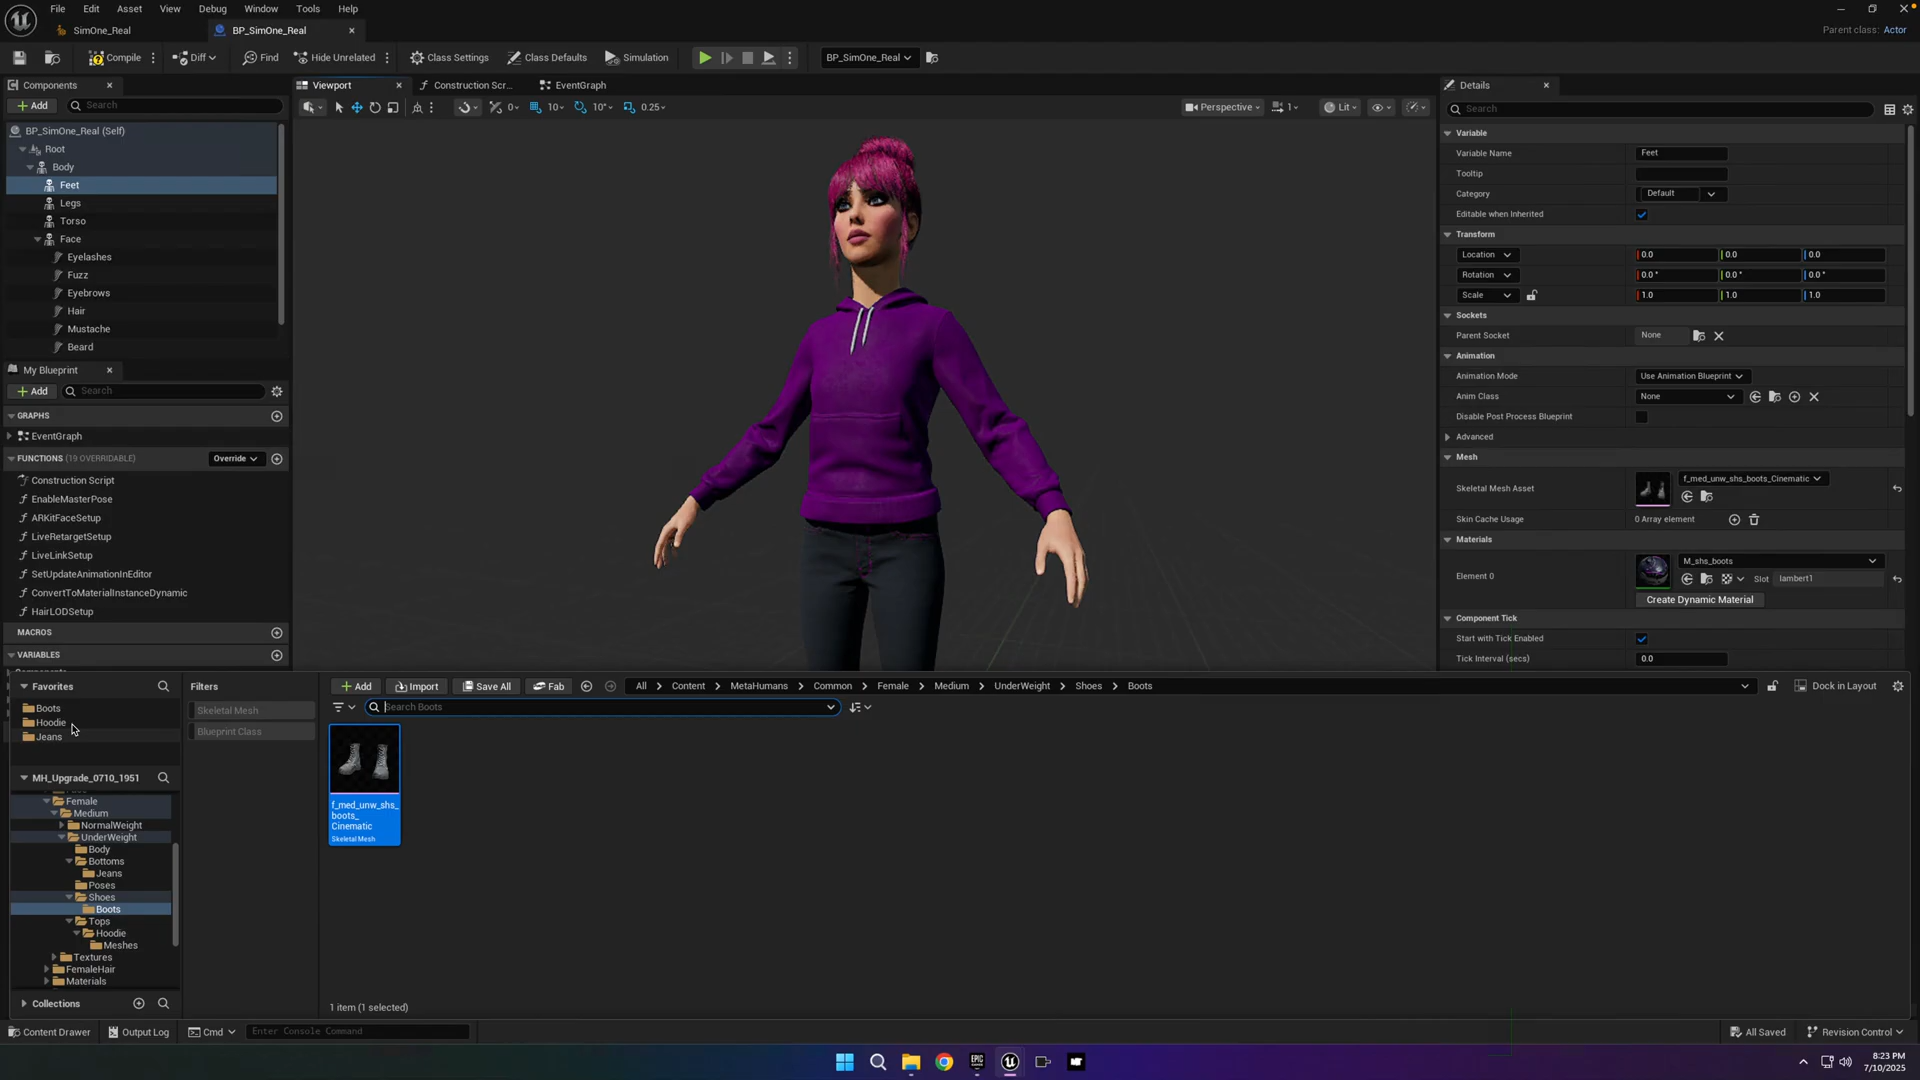 File Edit Asset View Debug Window Tools Help
SimOne_Real
BP_SimOne_Real
Parent class: Actor
Compile
Diff
Find
Hide Unrelated
Class Settings
Class Defaults
Simulation
BP_SimOne_Real
Components
Add
Search
BP_SimOne_Real (Self)
Root
Body
Feet
Legs
Torso
Face
Eyelashes
Fuzz
Eyebrows
Hair
Mustache
Beard
My Blueprint
Add
Search
GRAPHS
EventGraph
FUNCTIONS (19 OVERRIDABLE)
Override
Construction Script
EnableMasterPose
ARKitFaceSetup
LiveRetargetSetup
LiveLinkSetup
SetUpdateAnimationInEditor
ConvertToMaterialInstanceDynamic
HairLODSetup
MACROS
VARIABLES
Viewport
Construction Scr...
EventGraph
0
10
10°
0.25
Perspective
1
Lit
Details
Search
Variable
Variable Name Feet
Tooltip
Category Default
Editable when Inherited
Transform
Location 0.0 0.0 0.0
Rotation 0.0 ° 0.0 ° 0.0 °
Scale 1.0 1.0 1.0
Sockets
Parent Socket None
Animation
Animation Mode Use Animation Blueprint
Anim Class None
Disable Post Process Blueprint
Advanced
Mesh
Skeletal Mesh Asset f_med_unw_shs_boots_Cinematic
Skin Cache Usage 0 Array element
Materials
Element 0 M_shs_boots
Slot lambert1
Create Dynamic Material
Component Tick
Start with Tick Enabled
Tick Interval (secs) 0.0
Favorites
Boots
Hoodie
Jeans
MH_Upgrade_0710_1951
Female
Medium
NormalWeight
UnderWeight
Body
Bottoms
Jeans
Poses
Shoes
Boots
Tops
Hoodie
Meshes
Textures
FemaleHair
Materials
Collections
Filters
Skeletal Mesh
Blueprint Class
Add
Import
Save All
Fab
All > Content > MetaHumans > Common > Female > Medium > UnderWeight > Shoes > Boots
Dock in Layout
Search Boots
f_med_unw_shs_
boots_
Cinematic
Skeletal Mesh
1 item (1 selected)
Content Drawer
Output Log
Cmd
Enter Console Command
All Saved
Revision Control
8:23 PM
7/10/2025